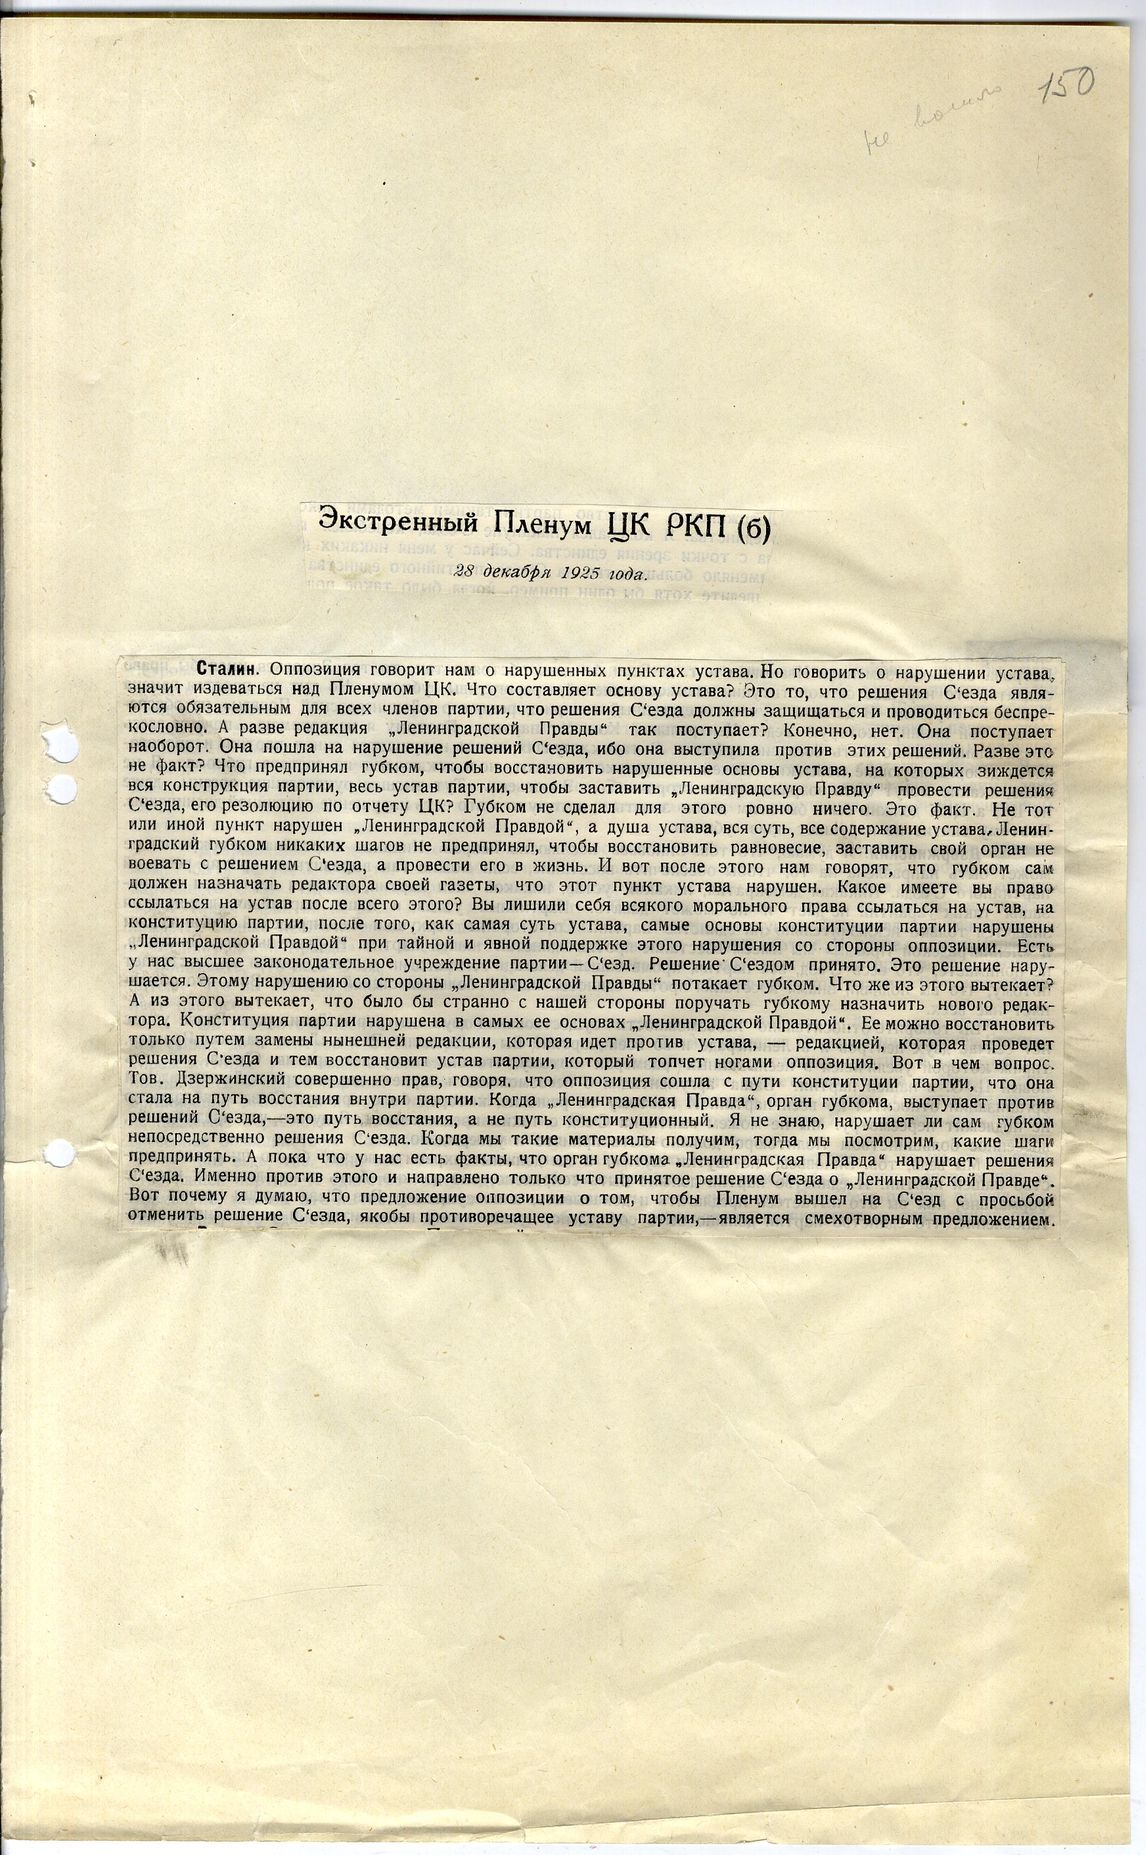 150
не вошло
Экстренный Пленум ЦК РКП (б)
28 декабря 1925 года.
Сталин. Оппозиция говорит нам о нарушенных пунктах устава. Но говорить о нарушении устава,
значит издеваться над Пленумом ЦК. Что составляет основу устава? Это то, что решения С‘езда явля-
ются обязательным для всех членов партии, что решения С‘езда должны защищаться и проводиться беспре-
кословно. А разве редакция „Ленинградской Правды“ так поступает? Конечно, нет. Она поступает
наоборот. Она пошла на нарушение решений С‘езда, ибо она выступила против этих решений. Разве это
не факт? Что предпринял губком, чтобы восстановить нарушенные основы устава, на которых зиждется
вся конструкция партии, весь устав партии, чтобы заставить „Ленинградскую Правду“ провести решения
С‘езда, его резолюцию по отчету ЦК? Губком не сделал для этого ровно ничего. Это факт. Не тот
или иной пункт нарушен „Ленинградской Правдой“, а душа устава, вся суть, все содержание устава, Ленин-
градский губком никаких шагов не предпринял, чтобы восстановить равновесие, заставить свой орган не
воевать с решением С‘езда, а провести его в жизнь. И вот после этого нам говорят, что губком сам
должен назначать редактора своей газеты, что этот пункт устава нарушен. Какое имеете вы право
ссылаться на устав после всего этого? Вы лишили себя всякого морального права ссылаться на устав, на
конституцию партии, после того, как самая суть устава, самые основы конституции партии нарушены
„Ленинградской Правдой“ при тайной и явной поддержке этого нарушения со стороны оппозиции. Есть
у нас высшее законодательное учреждение партии—С‘езд. Решение С‘ездом принято. Это решение нару-
шается. Этому нарушению со стороны „Ленинградской Правды“ потакает губком. Что же из этого вытекает?
А из этого вытекает, что было бы странно с нашей стороны поручать губкому назначить нового редак-
тора. Конституция партии нарушена в самых ее основах „Ленинградской Правдой“. Ее можно восстановить
только путем замены нынешней редакции, которая идет против устава, — редакцией, которая проведет
решения С‘езда и тем восстановит устав партии, который топчет ногами оппозиция. Вот в чем вопрос.
Тов. Дзержинский совершенно прав, говоря, что оппозиция сошла с пути конституции партии, что она
стала на путь восстания внутри партии. Когда „Ленинградская Правда“, орган губкома, выступает против
решений С‘езда,—это путь восстания, а не путь конституционный. Я не знаю, нарушает ли сам губком
непосредственно решения С‘езда. Когда мы такие материалы получим, тогда мы посмотрим, какие шаги
предпринять. А пока что у нас есть факты, что орган губкома „Ленинградская Правда“ нарушает решения
С‘езда. Именно против этого и направлено только что принятое решение С‘езда о „Ленинградской Правде“.
Вот почему я думаю, что предложение оппозиции о том, чтобы Пленум вышел на С‘езд с просьбой
отменить решение С‘езда, якобы противоречащее уставу партии,—является смехотворным предложением.